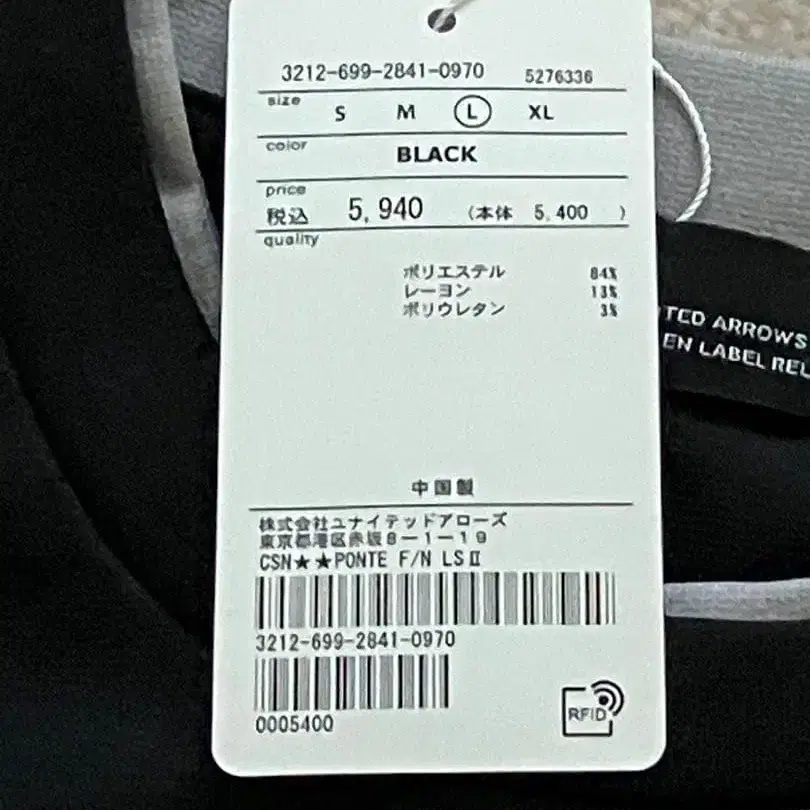 3212-699-2841-0970 5276336
size S M L XL
color BLACK
price
税込 5,940 (本体 5,400 )
quality
ポリエステル 84%
レーヨン 13%
ポリウレタン 3%
中国製
株式会社ユナイテッドアローズ
東京都港区赤坂8-1-19
CSN★★PONTE F/N LSⅡ
3212-699-2841-0970
0005400
RFID
TED ARROWS
EN LABEL REL